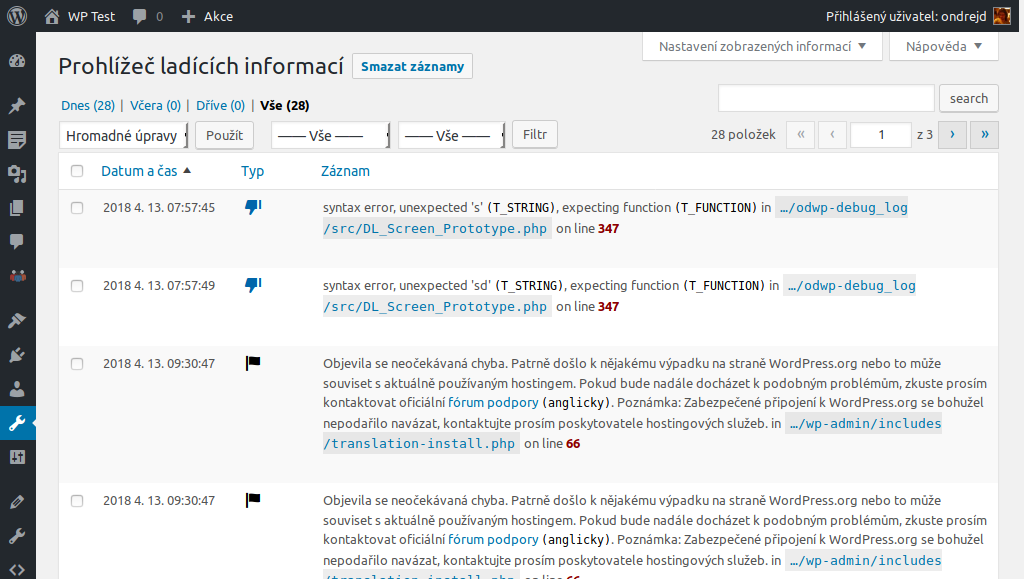 WP Test 0 Akce Přihlášený uživatel: ondrejd
Nastavení zobrazených informací Nápověda
Prohlížeč ladících informací Smazat záznamy
Dnes (28) | Včera (0) | Dříve (0) | Vše (28)
search
Hromadné úpravy Použít —— Vše —— —— Vše —— Filtr 28 položek « ‹ 1 z 3 › »
Datum a čas Typ Záznam
2018 4. 13. 07:57:45 syntax error, unexpected 's' (T_STRING), expecting function (T_FUNCTION) in …/odwp-debug_log
/src/DL_Screen_Prototype.php on line 347
2018 4. 13. 07:57:49 syntax error, unexpected 'sd' (T_STRING), expecting function (T_FUNCTION) in …/odwp-debug_log
/src/DL_Screen_Prototype.php on line 347
2018 4. 13. 09:30:47 Objevila se neočekávaná chyba. Patrně došlo k nějakému výpadku na straně WordPress.org nebo to může
souviset s aktuálně používaným hostingem. Pokud bude nadále docházet k podobným problémům, zkuste prosím
kontaktovat oficiální fórum podpory (anglicky). Poznámka: Zabezpečené připojení k WordPress.org se bohužel
nepodařilo navázat, kontaktujte prosím poskytovatele hostingových služeb. in …/wp-admin/includes
/translation-install.php on line 66
2018 4. 13. 09:30:47 Objevila se neočekávaná chyba. Patrně došlo k nějakému výpadku na straně WordPress.org nebo to může
souviset s aktuálně používaným hostingem. Pokud bude nadále docházet k podobným problémům, zkuste prosím
kontaktovat oficiální fórum podpory (anglicky). Poznámka: Zabezpečené připojení k WordPress.org se bohužel
nepodařilo navázat, kontaktujte prosím poskytovatele hostingových služeb. in …/wp-admin/includes
/translation-install.php on line 66